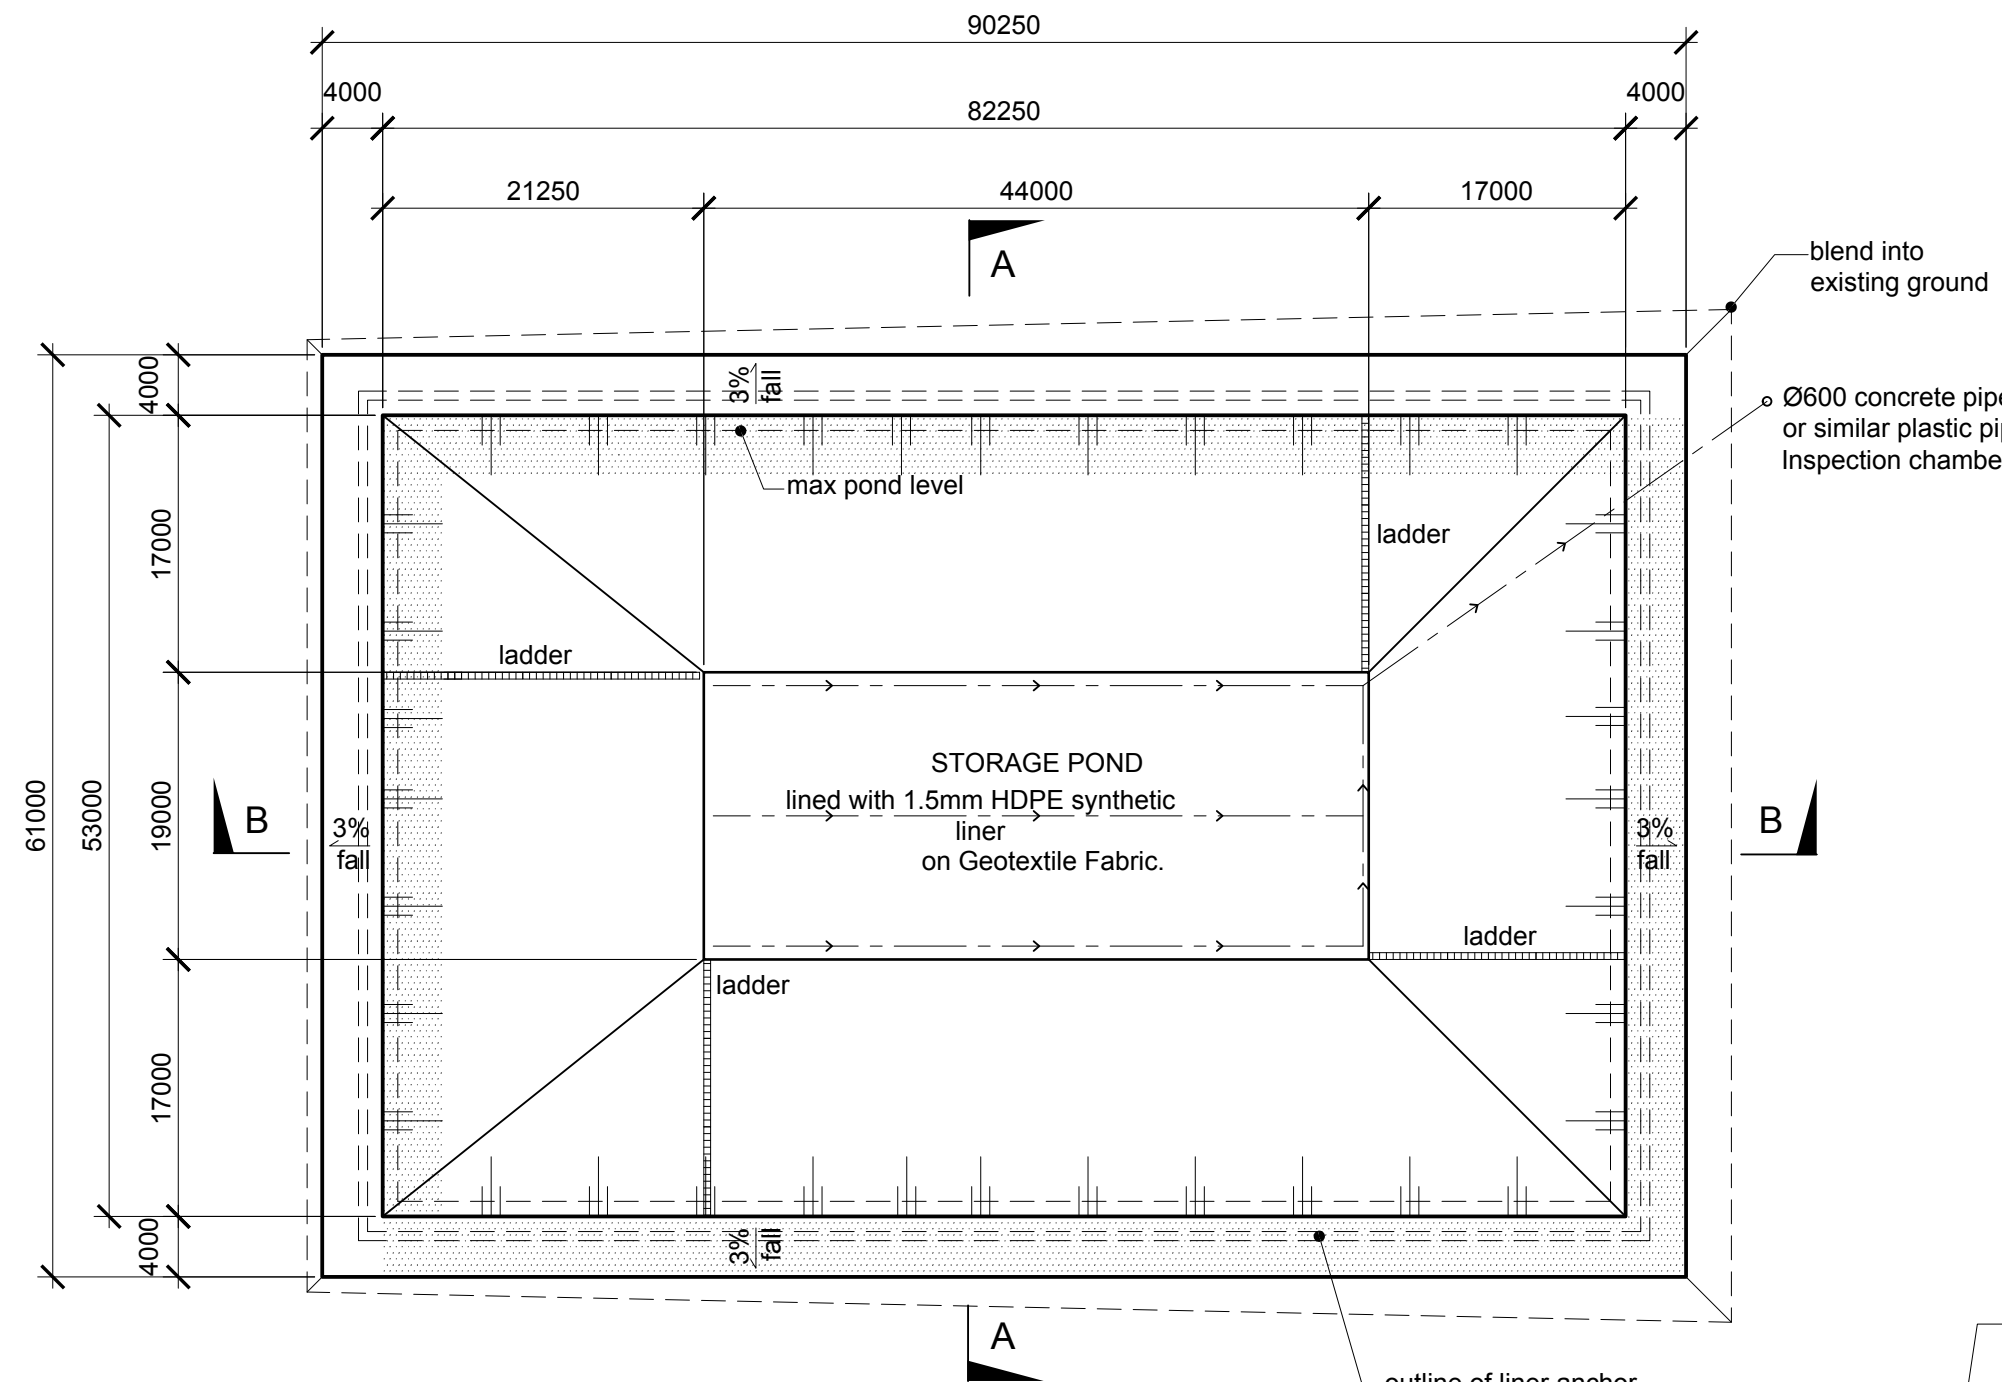 90250
4000
82250
4000
21250
44000
17000
A
blend into
existing ground
4000
3%
fall
Ø600 concrete pipe
or similar plastic
Inspection
max pond level
17000
ladder
ladder
61000
53000
19000
B
3%
fall
STORAGE POND
lined with 1.5mm HDPE synthetic
liner
on Geotextile Fabric.
3%
fall
B
ladder
ladder
17000
4000
3%
fall
A
outline of liner anchor